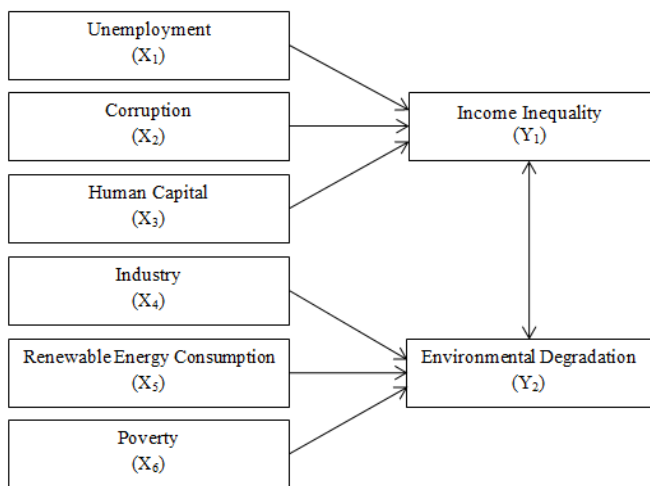 Unemployment
(X₁)
Corruption
(X₂)
Human Capital
(X₃)
Industry
(X₄)
Renewable Energy Consumption
(X₅)
Poverty
(X₆)
Income Inequality
(Y₁)
Environmental Degradation
(Y₂)